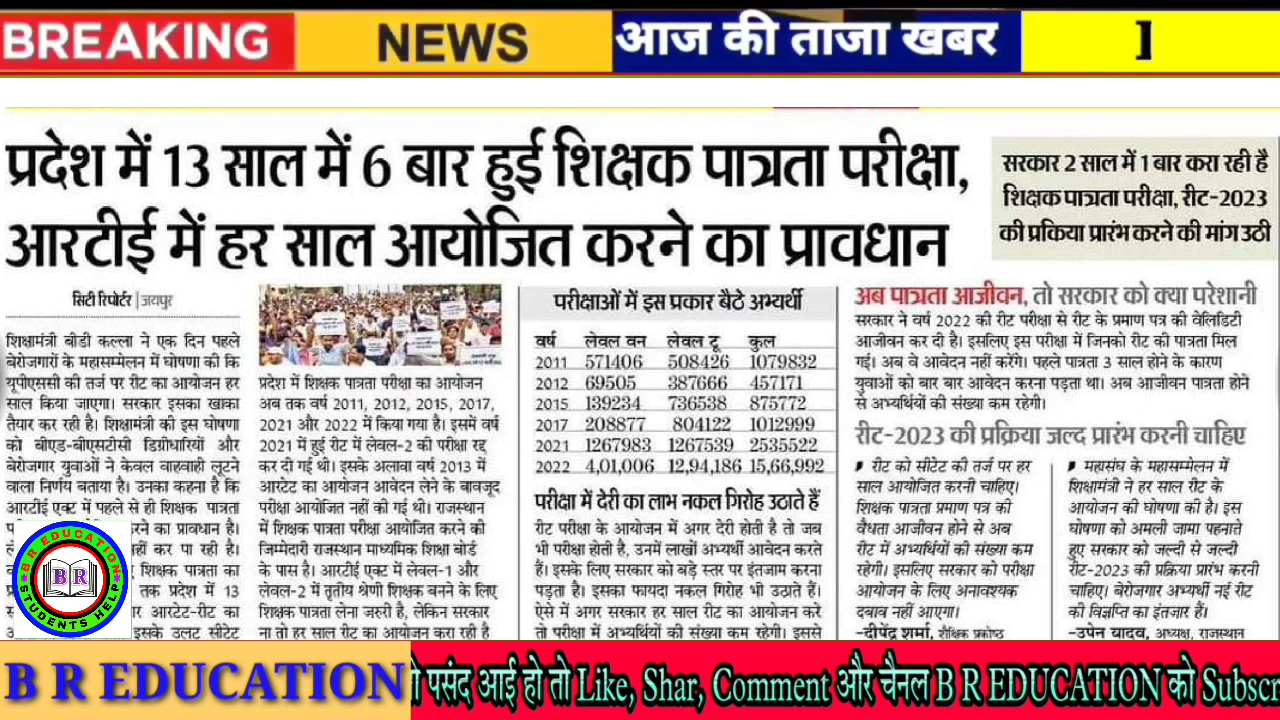 BREAKING NEWS आज की ताजा खबर ]
प्रदेश में 13 साल में 6 बार हुई शिक्षक पात्रता परीक्षा,
आरटीई में हर साल आयोजित करने का प्रावधान
सरकार 2 साल में 1 बार करा रही है
शिक्षक पात्रता परीक्षा, रीट-2023
की प्रकिया प्रारंभ करने की मांग उठी
सिटी रिपोर्टर | जयपुर
शिक्षामंत्री बीडी कल्ला ने एक दिन पहले
बेरोजगारों के महासम्मेलन में घोषणा की कि
यूपीएससी की तर्ज पर रीट का आयोजन हर
साल किया जाएगा। सरकार इसका खाका
तैयार कर रही है। शिक्षामंत्री की इस घोषणा
को बीएड-बीएसटीसी डिग्रीधारियों और
बेरोजगार युवाओं ने केवल वाहवाही लूटने
वाला निर्णय बताया है। उनका कहना है कि
आरटीई एक्ट में पहले से ही शिक्षक पात्रता
का प्रावधान है।
कर पा रही है।
शिक्षक पात्रता का
तक प्रदेश में 13
आरटेट-रीट का
इसके उलट सीटेट
प्रदेश में शिक्षक पात्रता परीक्षा का आयोजन
अब तक वर्ष 2011, 2012, 2015, 2017,
2021 और 2022 में किया गया है। इसमें वर्ष
2021 में हुई रीट में लेवल-2 की परीक्षा रद्द
कर दी गई थी। इसके अलावा वर्ष 2013 में
आरटेट का आयोजन आवेदन लेने के बावजूद
परीक्षा आयोजित नहीं की गई थी। राजस्थान
में शिक्षक पात्रता परीक्षा आयोजित करने की
जिम्मेदारी राजस्थान माध्यमिक शिक्षा बोर्ड
के पास है। आरटीई एक्ट में लेवल-1 और
लेवल-2 में तृतीय श्रेणी शिक्षक बनने के लिए
शिक्षक पात्रता लेना जरुरी है, लेकिन सरकार
ना तो हर साल रीट का आयोजन करा रही है
परीक्षाओं में इस प्रकार बैठे अभ्यर्थी
वर्ष लेवल वन लेवल टू कुल
2011 571406 508426 1079832
2012 69505 387666 457171
2015 139234 736538 875772
2017 208877 804122 1012999
2021 1267983 1267539 2535522
2022 4,01,006 12,94,186 15,66,992
परीक्षा में देरी का लाभ नकल गिरोह उठाते हैं
रीट परीक्षा के आयोजन में अगर देरी होती है तो जब
भी परीक्षा होती है, उनमें लाखों अभ्यर्थी आवेदन करते
हैं। इसके लिए सरकार को बड़े स्तर पर इंतजाम करना
पड़ता है। इसका फायदा नकल गिरोह भी उठाते हैं।
ऐसे में अगर सरकार हर साल रीट का आयोजन करे
तो परीक्षा में अभ्यर्थियों की संख्या कम रहेगी। इससे
अब पात्रता आजीवन, तो सरकार को क्या परेशानी
सरकार ने वर्ष 2022 की रीट परीक्षा से रीट के प्रमाण पत्र की वेलिडिटी
आजीवन कर दी है। इसलिए इस परीक्षा में जिनको रीट की पात्रता मिल
गई। अब वे आवेदन नहीं करेंगे। पहले पात्रता 3 साल होने के कारण
युवाओं को बार बार आवेदन करना पड़ता था। अब आजीवन पात्रता होने
से अभ्यर्थियों की संख्या कम रहेगी।
रीट-2023 की प्रक्रिया जल्द प्रारंभ करनी चाहिए
रीट को सीटेट की तर्ज पर हर
साल आयोजित करनी चाहिए।
शिक्षक पात्रता प्रमाण पत्र की
वैधता आजीवन होने से अब
रीट में अभ्यर्थियों की संख्या कम
रहेगी। इसलिए सरकार को परीक्षा
आयोजन के लिए अनावश्यक
दबाव नहीं आएगा।
-दीपेंद्र शर्मा, शैक्षिक प्रकोष्ठ
महासंघ के महासम्मेलन में
शिक्षामंत्री ने हर साल रीट के
आयोजन की घोषणा की है। इस
घोषणा को अमली जामा पहनाते
हुए सरकार को जल्दी से जल्दी
रीट-2023 की प्रक्रिया प्रारंभ करनी
चाहिए। बेरोजगार अभ्यर्थी नई रीट
की विज्ञप्ति का इंतजार हैं।
-उपेन यादव, अध्यक्ष, राजस्थान
BR EDUCATION
B R
STUDENTS HELP
B R EDUCATION
पसंद आई हो तो Like, Shar, Comment और चैनल B R EDUCATION को Subscr